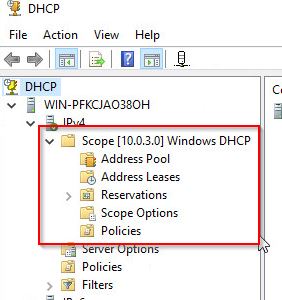 DHCP
File Action View Help
DHCP
WIN-PFKCJAO38OH
IPv4
Scope [10.0.3.0] Windows DHCP
Address Pool
Address Leases
Reservations
Scope Options
Policies
Server Options
Policies
Filters